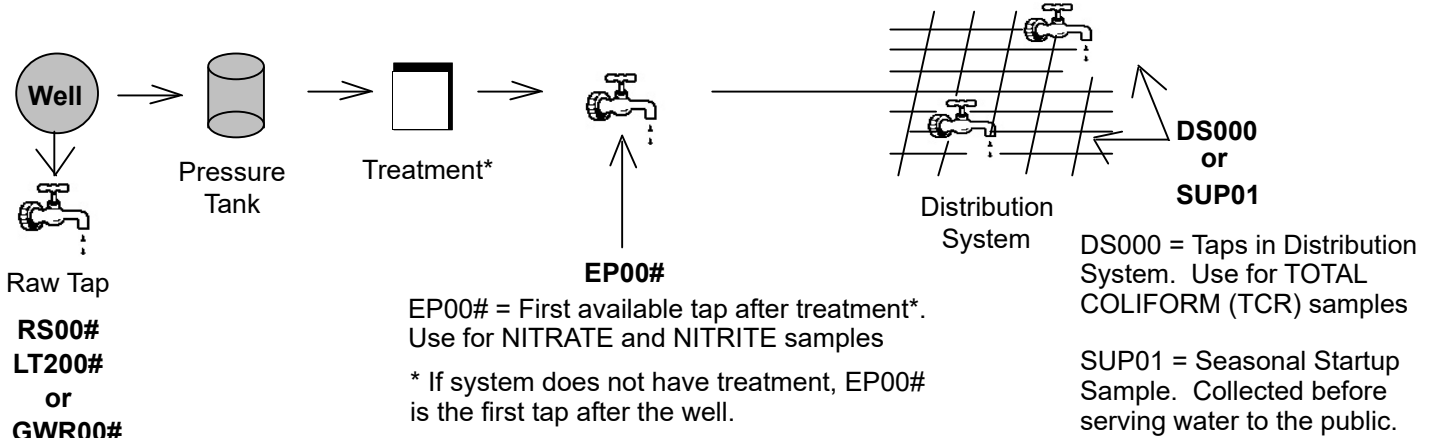 Well
Pressure
Tank
Treatment*
Raw Tap
RS00#
LT200#
or
GWR00#
EP00#
EP00# = First available tap after treatment*.
Use for NITRATE and NITRITE samples
* If system does not have treatment, EP00#
is the first tap after the well.
Distribution
System
DS000
or
SUP01
DS000 = Taps in Distribution
System. Use for TOTAL
COLIFORM (TCR) samples
SUP01 = Seasonal Startup
Sample. Collected before
serving water to the public.